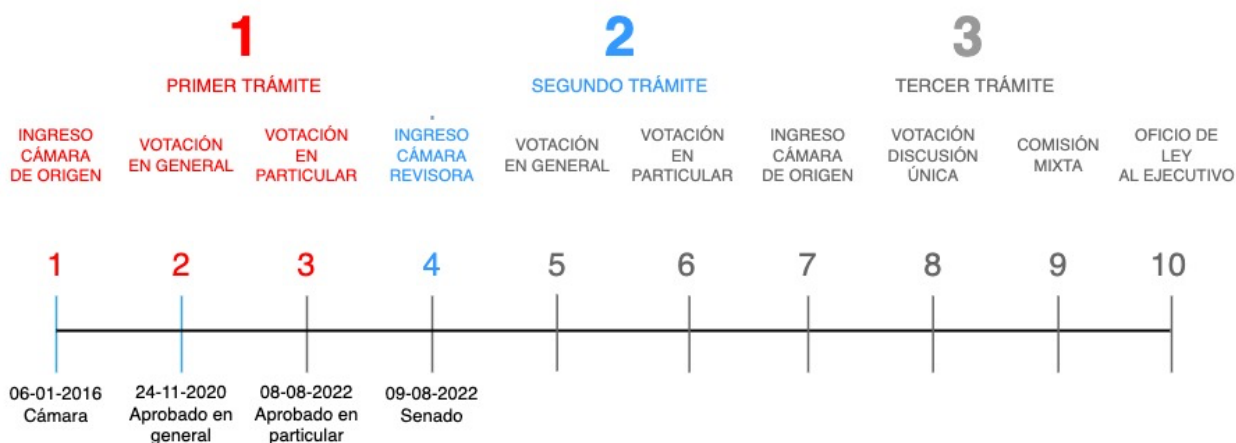 1
PRIMER TRÁMITE
2
SEGUNDO TRÁMITE
3
TERCER TRÁMITE
INGRESO
CÁMARA
DE ORIGEN
VOTACIÓN
EN GENERAL
VOTACIÓN
EN
PARTICULAR
INGRESO
CÁMARA
REVISORA
VOTACIÓN
EN GENERAL
VOTACIÓN
EN
PARTICULAR
INGRESO
CÁMARA
DE ORIGEN
VOTACIÓN
DISCUSIÓN
ÚNICA
COMISIÓN
MIXTA
OFICIO DE
LEY
AL EJECUTIVO
1
2
3
4
5
6
7
8
9
10
06-01-2016
Cámara
24-11-2020
Aprobado en
general
08-08-2022
Aprobado en
particular
09-08-2022
Senado